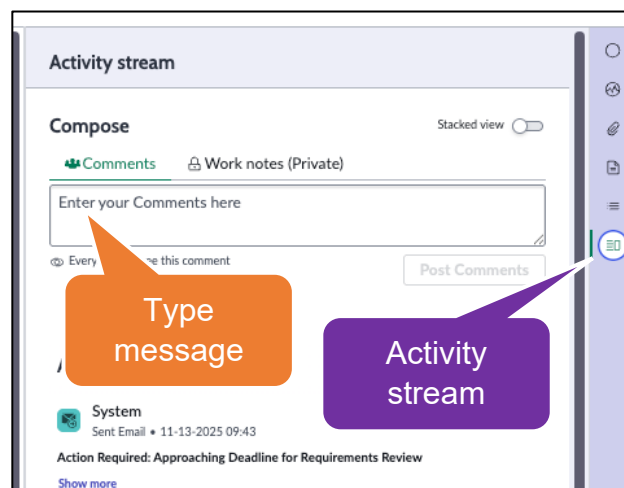 Activity stream
Compose
Stacked view
Comments
Work notes (Private)
Enter your Comments here
Every this comment
Post Comments
Type
message
Activity
stream
System
Sent Email • 11-13-2025 09:43
Action Required: Approaching Deadline for Requirements Review
Show more